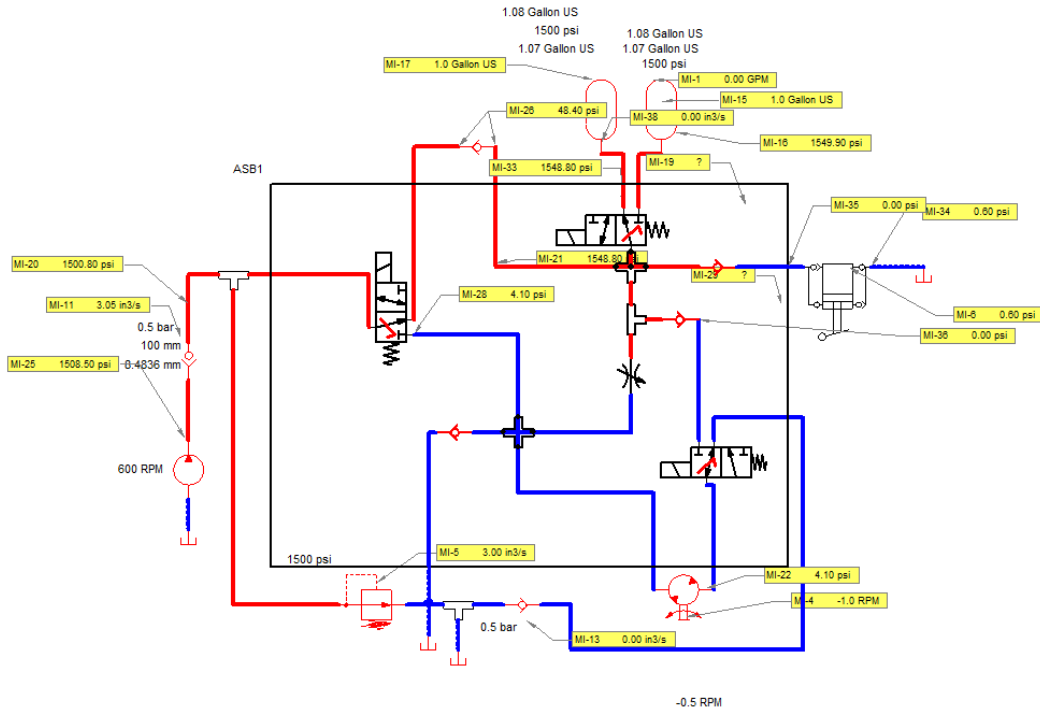 1.08 Gallon US
1500 psi
1.07 Gallon US
1.08 Gallon US
1.07 Gallon US
1500 psi
MI-17 1.0 Gallon US
MI-1 0.00 GPM
MI-15 1.0 Gallon US
MI-26 48.40 psi
MI-38 0.00 in3/s
MI-16 1549.90 psi
MI-33 1548.80 psi
MI-19 ?
ASB1
MI-35 0.00 psi
MI-34 0.60 psi
MI-20 1500.80 psi
MI-21 1548.80 psi
MI-29 ?
MI-11 3.05 in3/s
MI-28 4.10 psi
MI-6 0.60 psi
0.5 bar
100 mm
MI-36 0.00 psi
MI-25 1508.50 psi
0.4836 mm
600 RPM
1500 psi
MI-5 3.00 in3/s
MI-22 4.10 psi
MI-4 -1.0 RPM
0.5 bar
MI-13 0.00 in3/s
-0.5 RPM